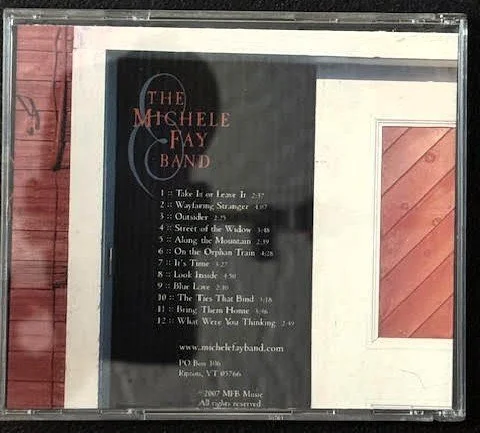 THE
MICHELE
FAY
BAND
1 :: Take It or Leave It 2:37
2 :: Wayfaring Stranger 4:07
3 :: Outsider 2:25
4 :: Street of the Widow 3:48
5 :: Along the Mountain 2:39
6 :: On the Orphan Train 4:28
7 :: It's Time 3:27
8 :: Look Inside 4:50
9 :: Blue Love 2:30
10 :: The Ties That Bind 3:18
11 :: Bring Them Home 3:46
12 :: What Were You Thinking 2:49
www.michelefayband.com
PO Box 106
Ripton, VT 05766
©2007 MFB Music
All rights reserved